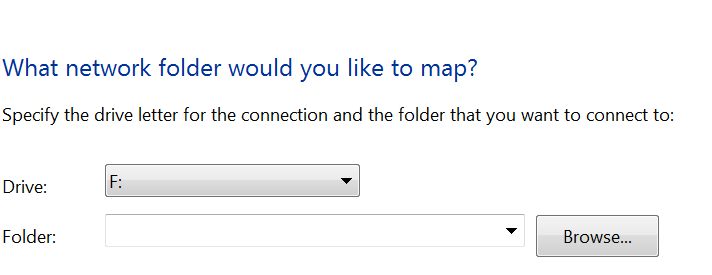 What network folder would you like to map?
Specify the drive letter for the connection and the folder that you want to connect to:
Drive: F:
Folder: Browse...